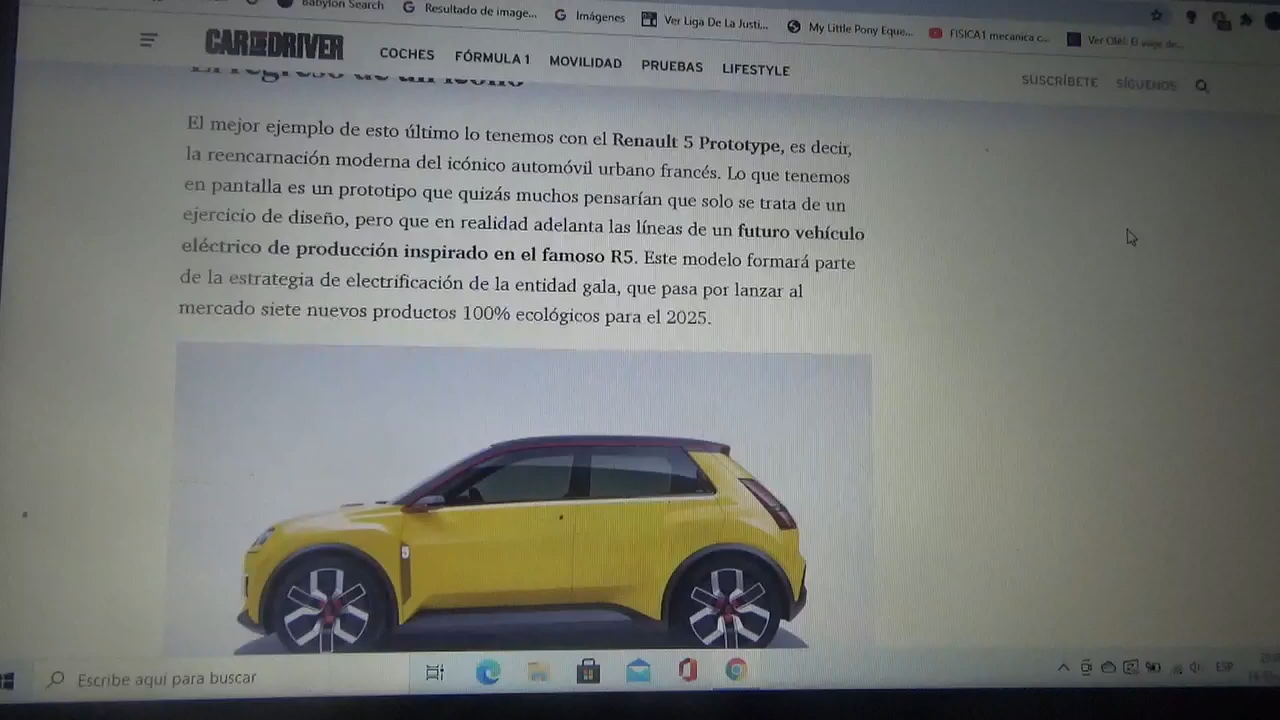 Babylon Search
Resultado de image...
Imágenes
Ver Liga De La Justi...
My Little Pony Eque...
FISICA1 mecanica c...
CAR AND DRIVER
COCHES
FÓRMULA 1
MOVILIDAD
PRUEBAS
LIFESTYLE
SUSCRÍBETE
SÍGUENOS
El regreso de un icono
El mejor ejemplo de esto último lo tenemos con el Renault 5 Prototype, es decir,
la reencarnación moderna del icónico automóvil urbano francés. Lo que tenemos
en pantalla es un prototipo que quizás muchos pensarían que solo se trata de un
ejercicio de diseño, pero que en realidad adelanta las líneas de un futuro vehículo
eléctrico de producción inspirado en el famoso R5. Este modelo formará parte
de la estrategia de electrificación de la entidad gala, que pasa por lanzar al
mercado siete nuevos productos 100% ecológicos para el 2025.
5
Escribe aquí para buscar
ESP